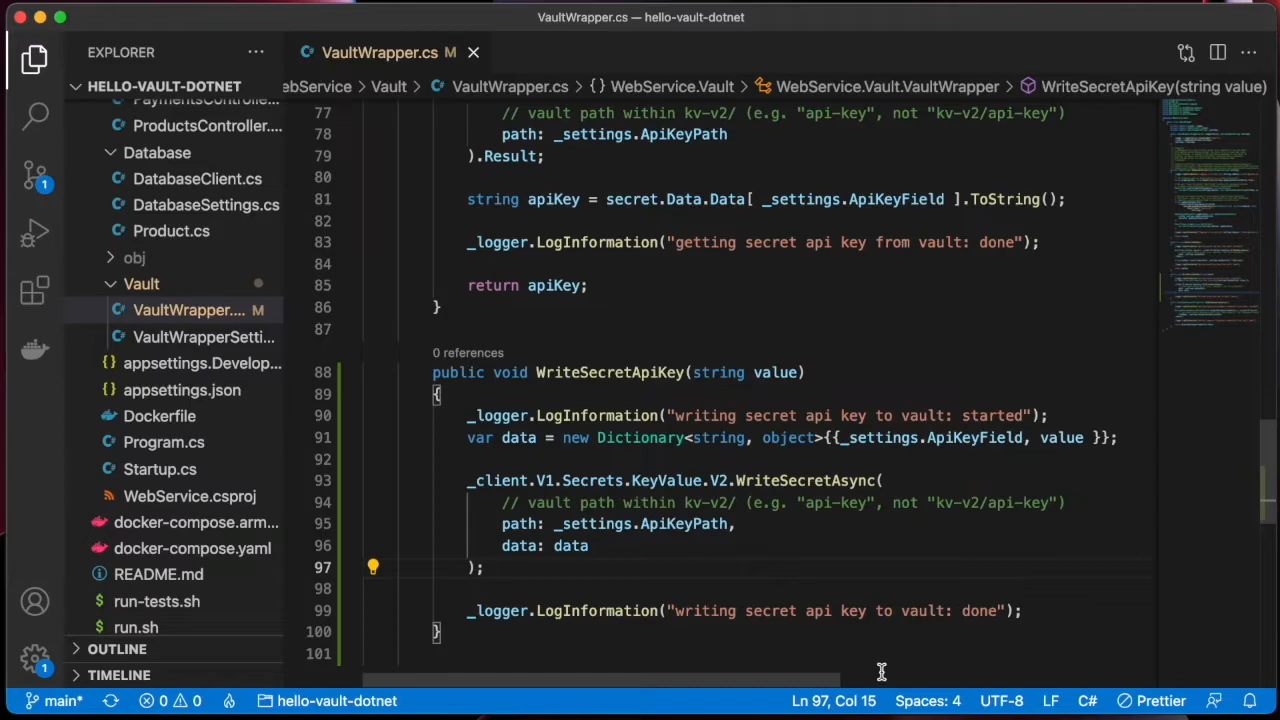 VaultWrapper.cs — hello-vault-dotnet
EXPLORER
VaultWrapper.cs M
HELLO-VAULT-DOTNET
ebService > Vault > VaultWrapper.cs > {} WebService.Vault > WebService.Vault.VaultWrapper > WriteSecretApiKey(string value)
PaymentsController...
ProductsController....
Database
DatabaseClient.cs
DatabaseSettings.cs
Product.cs
obj
Vault
VaultWrapper.... M
VaultWrapperSetti...
{} appsettings.Develop...
{} appsettings.json
Dockerfile
Program.cs
Startup.cs
WebService.csproj
docker-compose.arm...
docker-compose.yaml
README.md
$ run-tests.sh
$ run.sh
OUTLINE
TIMELINE
1
1
77 // vault path within kv-v2/ (e.g. "api-key", not "kv-v2/api-key")
78 path: _settings.ApiKeyPath
79 ).Result;
80
81 string apiKey = secret.Data.Data[ _settings.ApiKeyField ].ToString();
82
83 _logger.LogInformation("getting secret api key from vault: done");
84
85 return apiKey;
86 }
87
0 references
88 public void WriteSecretApiKey(string value)
89 {
90 _logger.LogInformation("writing secret api key to vault: started");
91 var data = new Dictionary<string, object>{{_settings.ApiKeyField, value }};
92
93 _client.V1.Secrets.KeyValue.V2.WriteSecretAsync(
94 // vault path within kv-v2/ (e.g. "api-key", not "kv-v2/api-key")
95 path: _settings.ApiKeyPath,
96 data: data
97 );
98
99 _logger.LogInformation("writing secret api key to vault: done");
100 }
101
main* 0 0 hello-vault-dotnet Ln 97, Col 15 Spaces: 4 UTF-8 LF C# Prettier